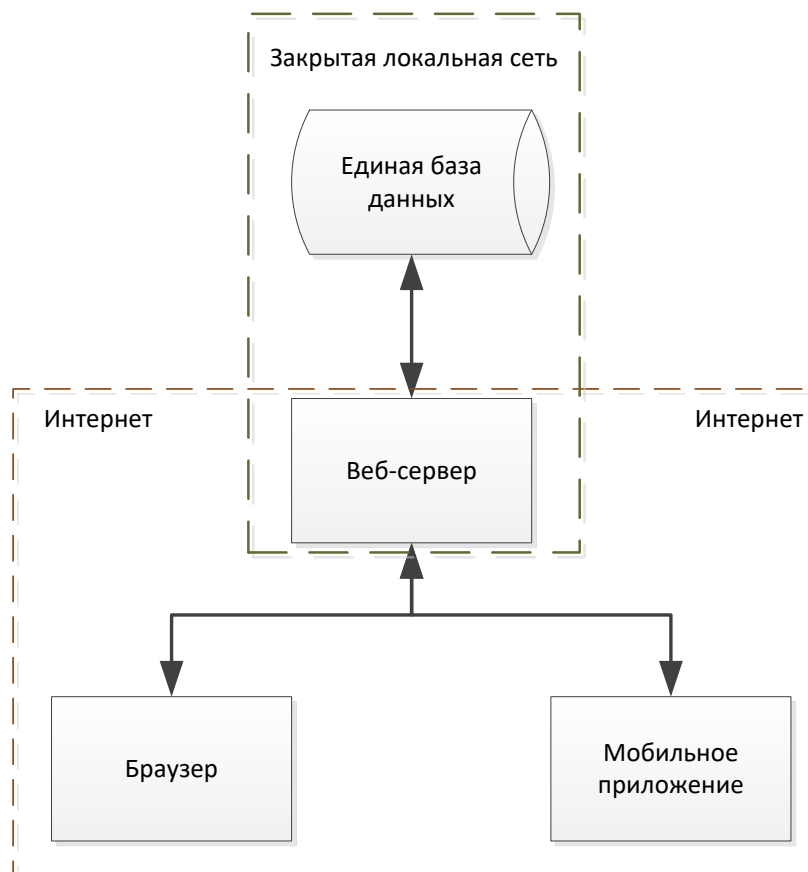 Закрытая локальная сеть
Единая база
данных
Интернет
Интернет
Веб-сервер
Браузер
Мобильное
приложение